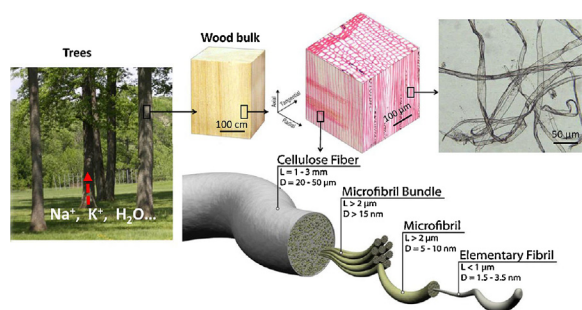 Trees
Wood bulk
100 cm
Axial
Tangential
Radial
100 μm
50 μm
Na⁺, K⁺, H₂O...
Cellulose Fiber
L = 1 - 3 mm
D = 20 - 50 μm
Microfibril Bundle
L > 2 μm
D > 15 nm
Microfibril
L > 2 μm
D = 5 - 10 nm
Elementary Fibril
L < 1 μm
D = 1.5 - 3.5 nm